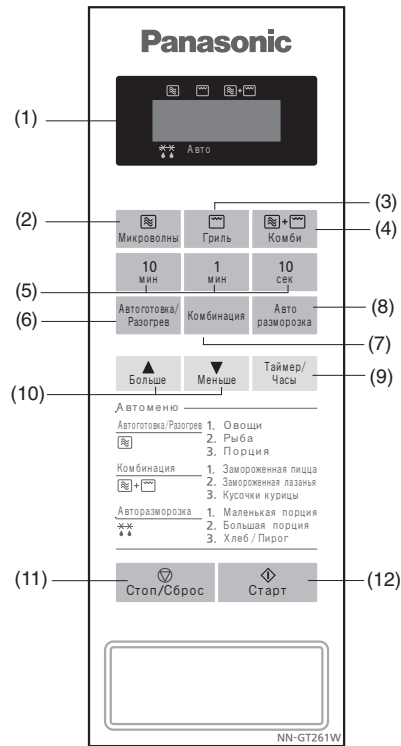 Panasonic
+
(1)
Авто
(3)
(2)
(4)
+
Микроволны Гриль Комби
10 1 10
мин мин сек
(5)
(6)
(8)
Автоготовка/ Разогрев
Комбинация
Авто разморозка
(7)
Больше Меньше
Таймер/ Часы
(9)
(10)
Автоменю
Автоготовка/Разогрев 1. Овощи
2. Рыба
3. Порция
Комбинация 1. Замороженная пицца
+ 2. Замороженная лазанья
3. Кусочки курицы
Авторазморозка 1. Маленькая порция
2. Большая порция
3. Хлеб / Пирог
(11)
(12)
Стоп/Сброс Старт
NN-GT261W